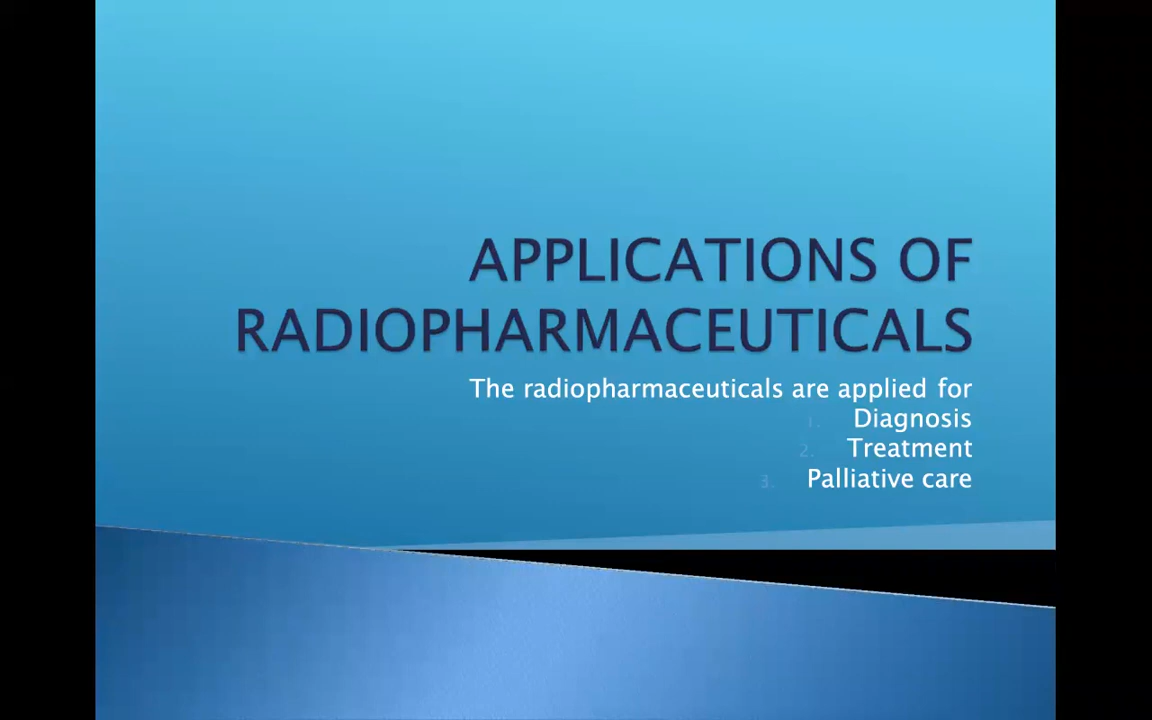 APPLICATIONS OF
RADIOPHARMACEUTICALS
The radiopharmaceuticals are applied for
1. Diagnosis
2. Treatment
3. Palliative care